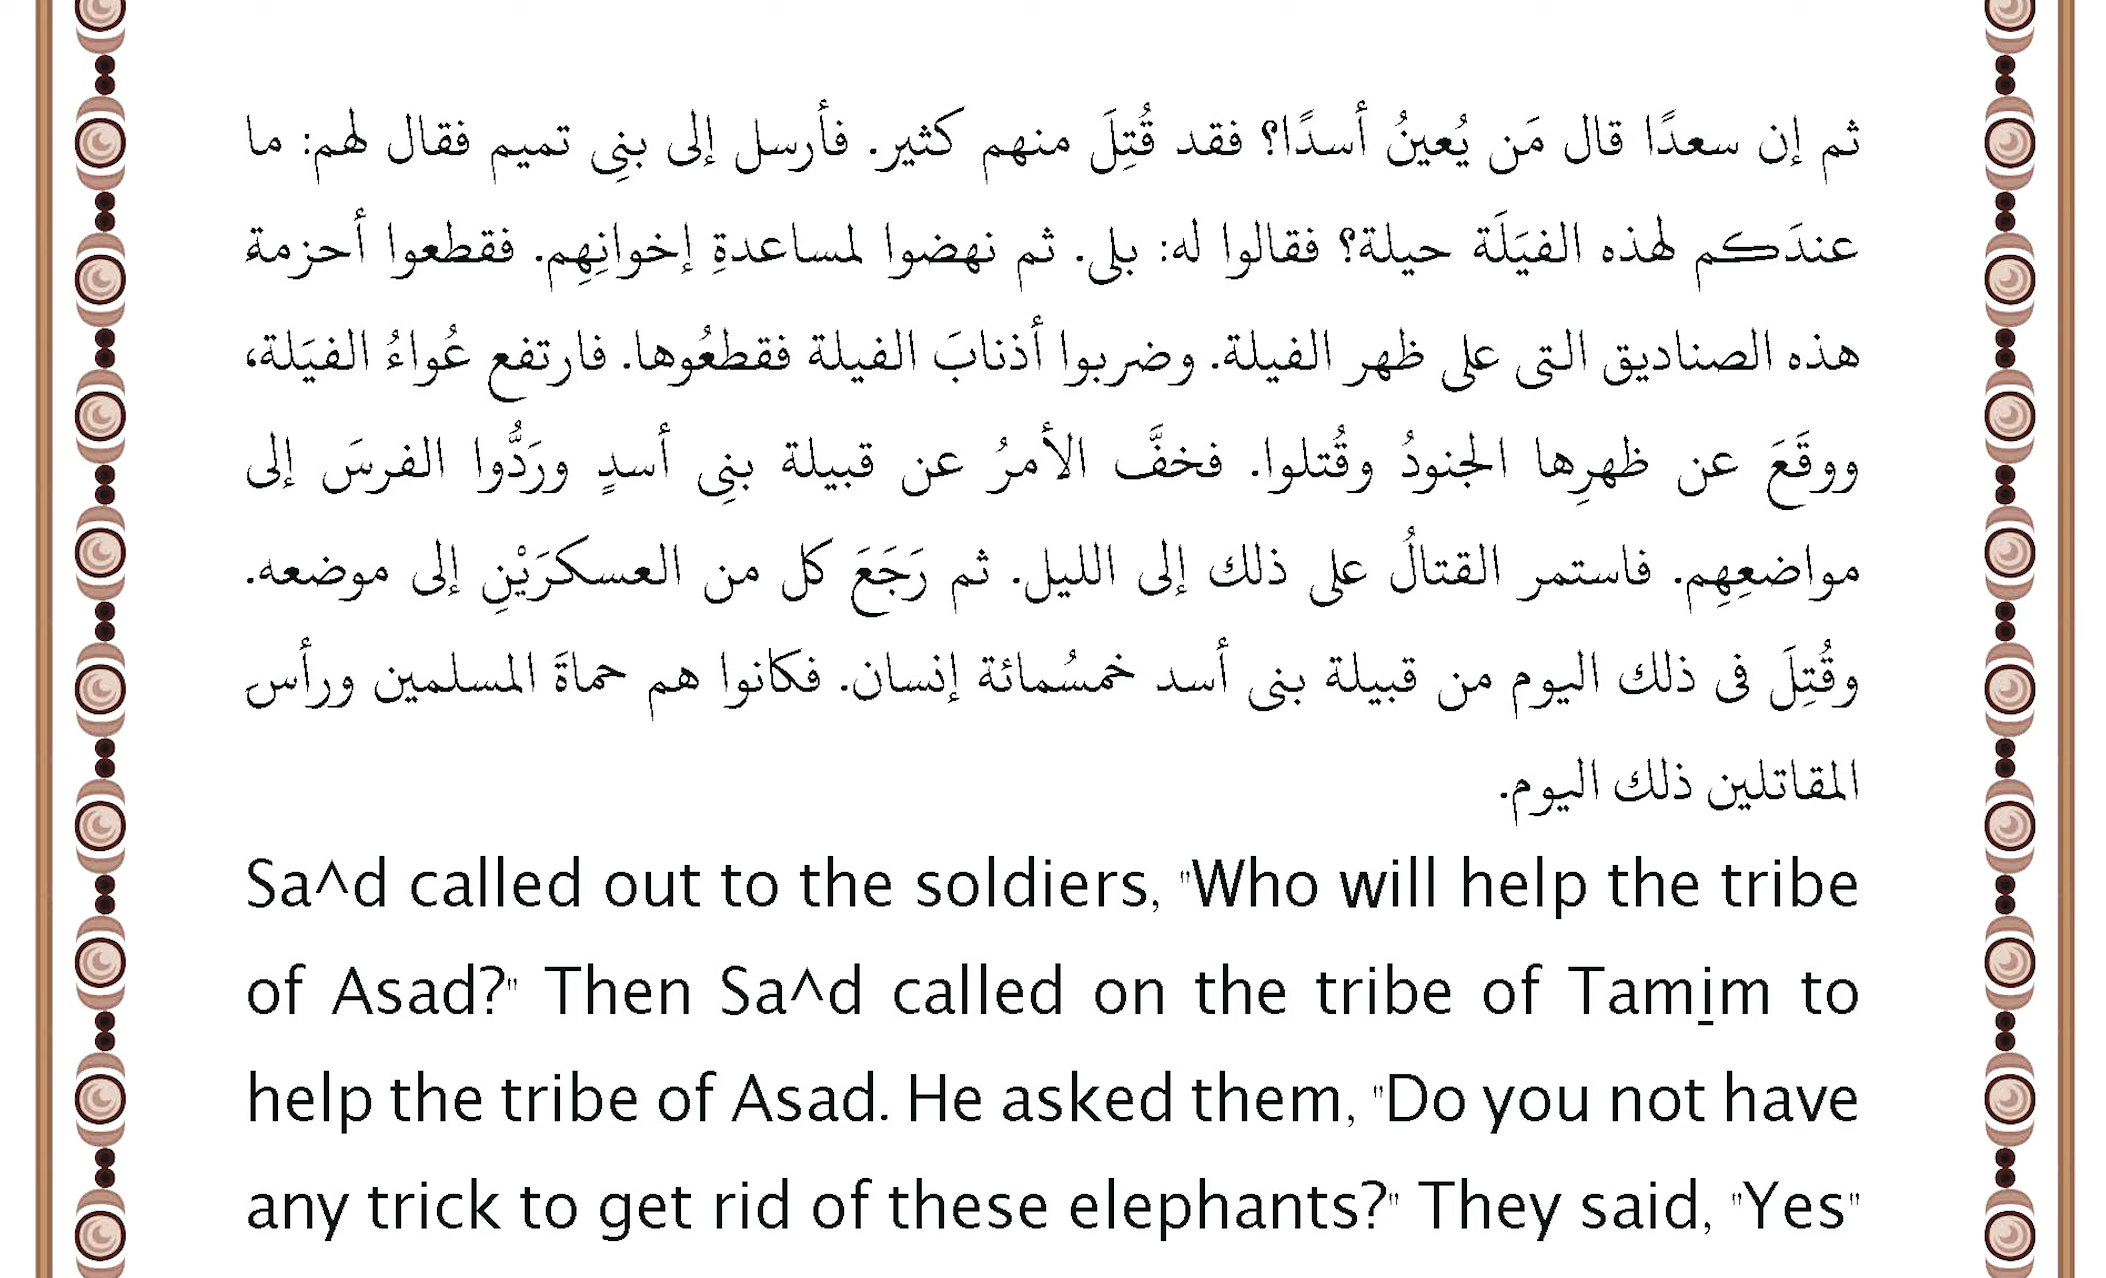 ثم إن سعدًا قال مَن يُعينُ أسدًا؟ فقد قُتِلَ منهم كثير. فأرسل إلى بنِى تميم فقال لهم: ما
عندَكم لهذه الفيَلَة حيلة؟ فقالوا له: بلى. ثم نهضوا لمساعدةِ إخوانِهِم. فقطعوا أحزمة
هذه الصناديق التى على ظهر الفيلة. وضربوا أذنابَ الفيلة فقطعُوها. فارتفع عُواءُ الفيَلة،
ووقَعَ عن ظهرِها الجنودُ وقُتلوا. فخفَّ الأمرُ عن قبيلة بنِى أسدٍ ورَدُّوا الفرسَ إلى
مواضعِهِم. فاستمر القتالُ على ذلك إلى الليل. ثم رَجَعَ كل من العسكرَيْنِ إلى موضعه.
وقُتِلَ فى ذلك اليوم من قبيلة بنى أسد خمسُمائة إنسان. فكانوا هم حماةَ المسلمين ورأس
المقاتلين ذلك اليوم.
Sa^d called out to the soldiers, "Who will help the tribe
of Asad?" Then Sa^d called on the tribe of Tami̱m to
help the tribe of Asad. He asked them, "Do you not have
any trick to get rid of these elephants?" They said, "Yes"